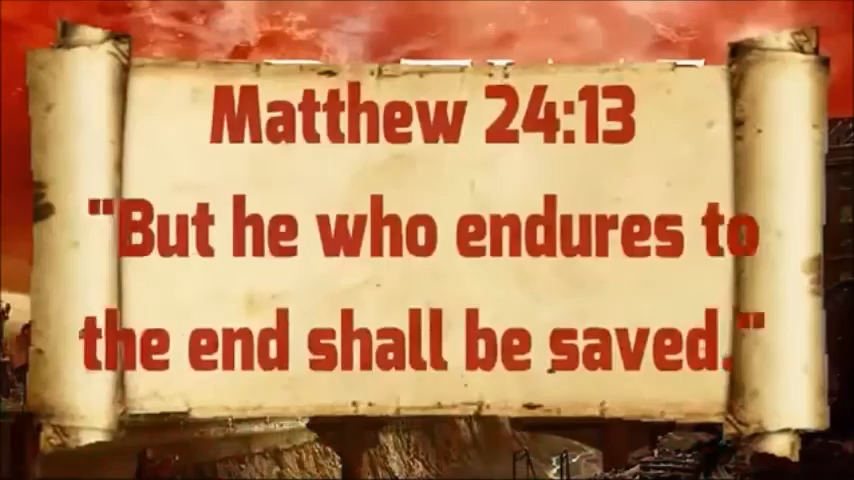 Matthew 24:13
"But he who endures to
the end shall be saved."